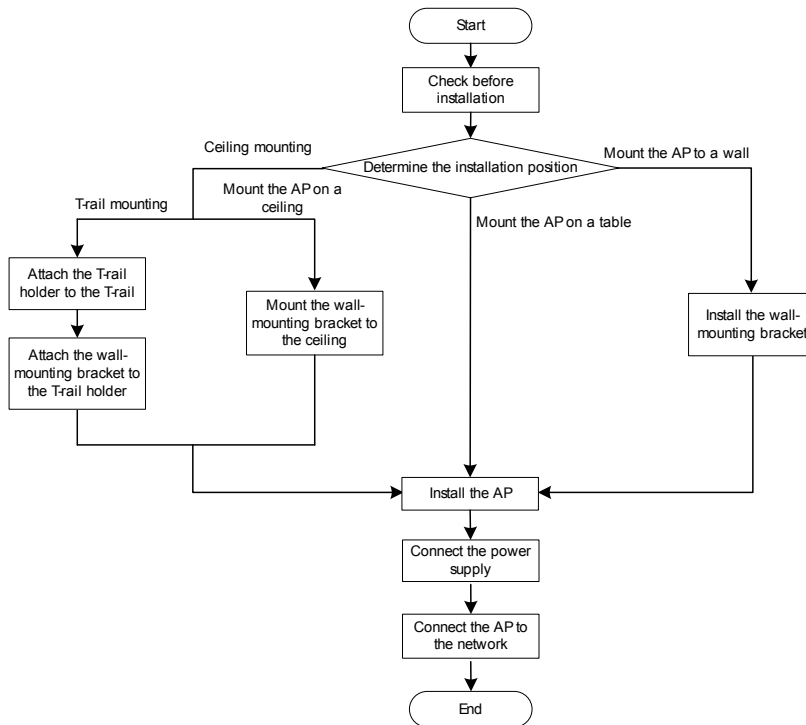 Start
Check before
installation
Determine the installation position
Ceiling mounting
Mount the AP to a wall
T-rail mounting
Mount the AP on a
ceiling
Mount the AP on a table
Attach the T-rail
holder to the T-rail
Mount the wall-
mounting bracket to
the ceiling
Install the wall-
mounting bracket
Attach the wall-
mounting bracket to
the T-rail holder
Install the AP
Connect the power
supply
Connect the AP to
the network
End